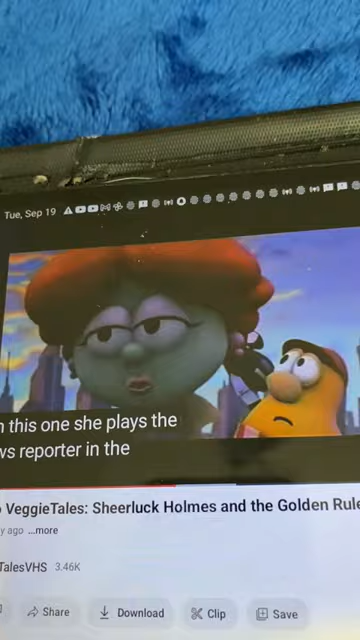 Tue, Sep 19
this one she plays the
reporter in the
VeggieTales: Sheerluck Holmes and the Golden Rule
ago ...more
TalesVHS 3.46K
Share Download Clip Save